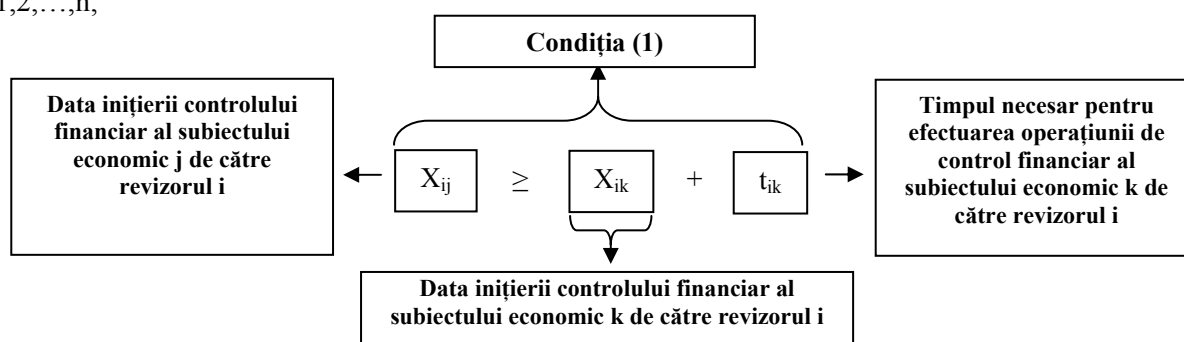 1,2,…,n,
Condiția (1)
Data inițierii controlului
financiar al subiectului
economic j de către
revizorul i
X_ij ≥ X_ik + t_ik
Timpul necesar pentru
efectuarea operațiunii de
control financiar al
subiectului economic k de
către revizorul i
Data inițierii controlului financiar al
subiectului economic k de către revizorul i